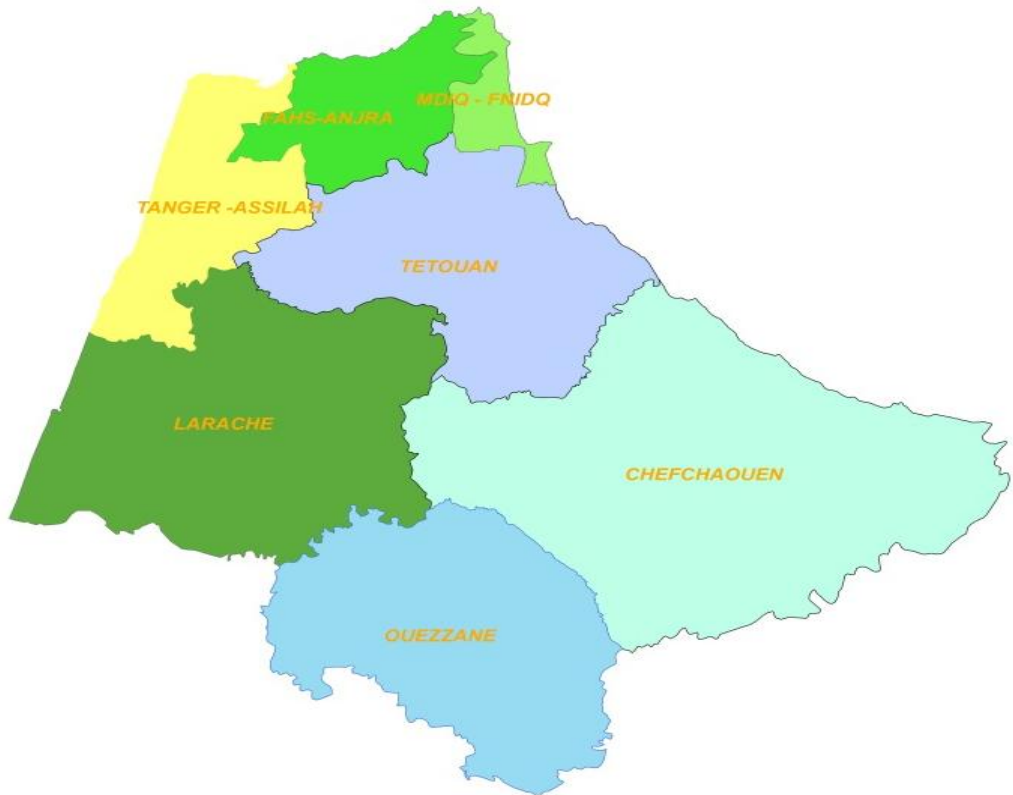 MDIQ - FNIDQ
FAHS-ANJRA
TANGER -ASSILAH
TETOUAN
LARACHE
CHEFCHAOUEN
OUEZZANE